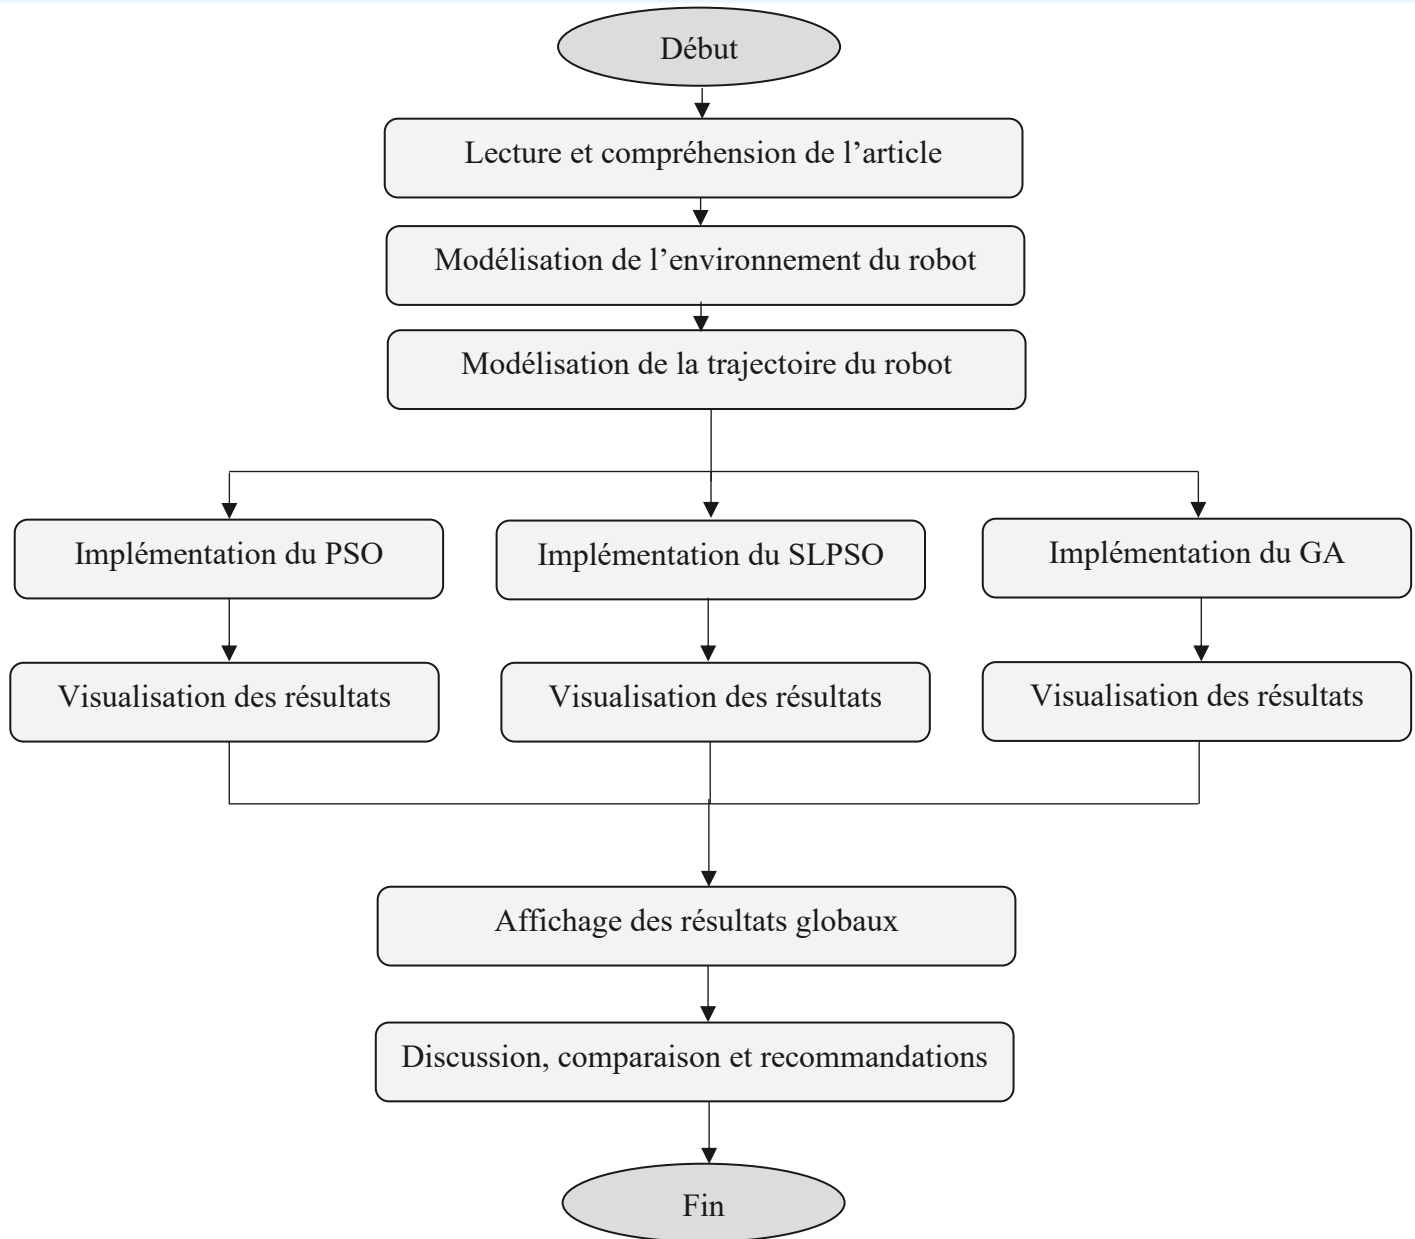 Début
Lecture et compréhension de l’article
Modélisation de l’environnement du robot
Modélisation de la trajectoire du robot
Implémentation du PSO
Implémentation du SLPSO
Implémentation du GA
Visualisation des résultats
Visualisation des résultats
Visualisation des résultats
Affichage des résultats globaux
Discussion, comparaison et recommandations
Fin